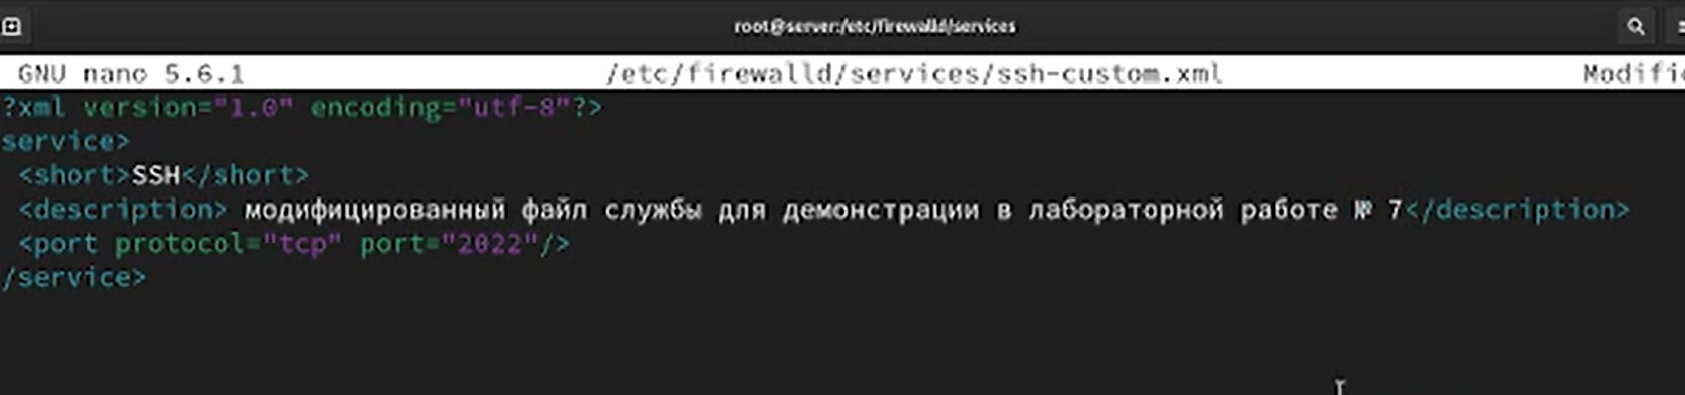 root@server:/etc/firewalld/services
GNU nano 5.6.1 /etc/firewalld/services/ssh-custom.xml Modifi
?xml version="1.0" encoding="utf-8"?>
service>
<short>SSH</short>
<description> модифицированный файл службы для демонстрации в лабораторной работе № 7</description>
<port protocol="tcp" port="2022"/>
/service>